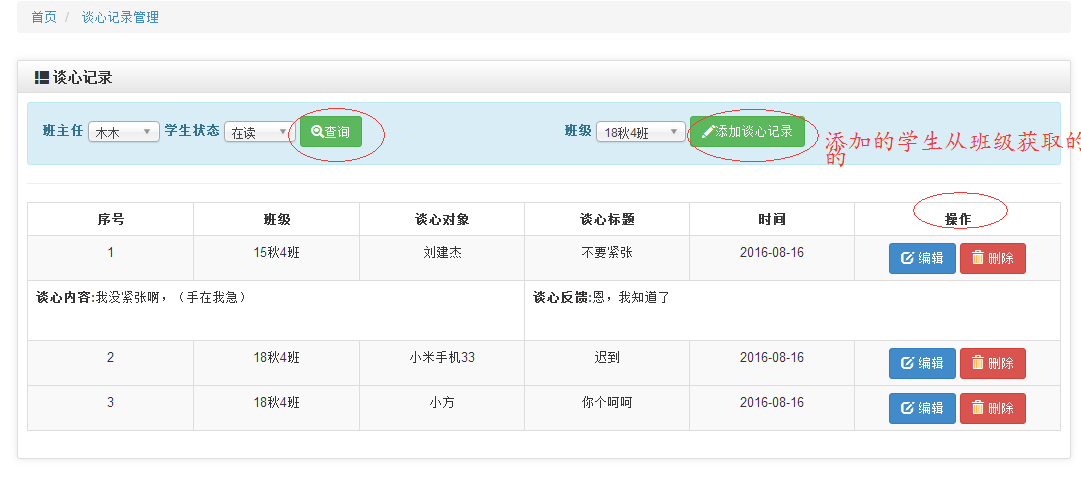 首页 / 谈心记录管理
谈心记录
班主任 木木 学生状态 在读 查询 班级 18秋4班 添加谈心记录
添加的学生从班级获取的
的
序号 班级 谈心对象 谈心标题 时间 操作
1 15秋4班 刘建杰 不要紧张 2016-08-16 编辑 删除
谈心内容:我没紧张啊，（手在我急） 谈心反馈:恩，我知道了
2 18秋4班 小米手机33 迟到 2016-08-16 编辑 删除
3 18秋4班 小方 你个呵呵 2016-08-16 编辑 删除